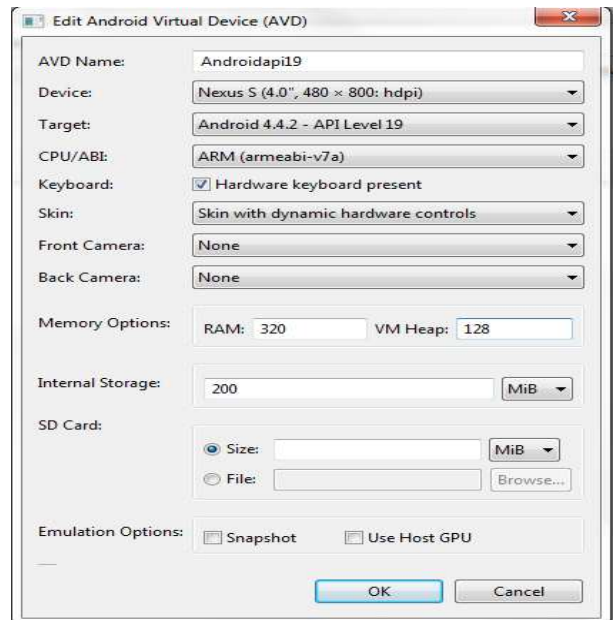 Edit Android Virtual Device (AVD)
AVD Name: Androidapi19
Device: Nexus S (4.0", 480 × 800: hdpi)
Target: Android 4.4.2 - API Level 19
CPU/ABI: ARM (armeabi-v7a)
Keyboard: Hardware keyboard present
Skin: Skin with dynamic hardware controls
Front Camera: None
Back Camera: None
Memory Options: RAM: 320 VM Heap: 128
Internal Storage: 200 MiB
SD Card:
Size: MiB
File: Browse...
Emulation Options: Snapshot Use Host GPU
OK Cancel